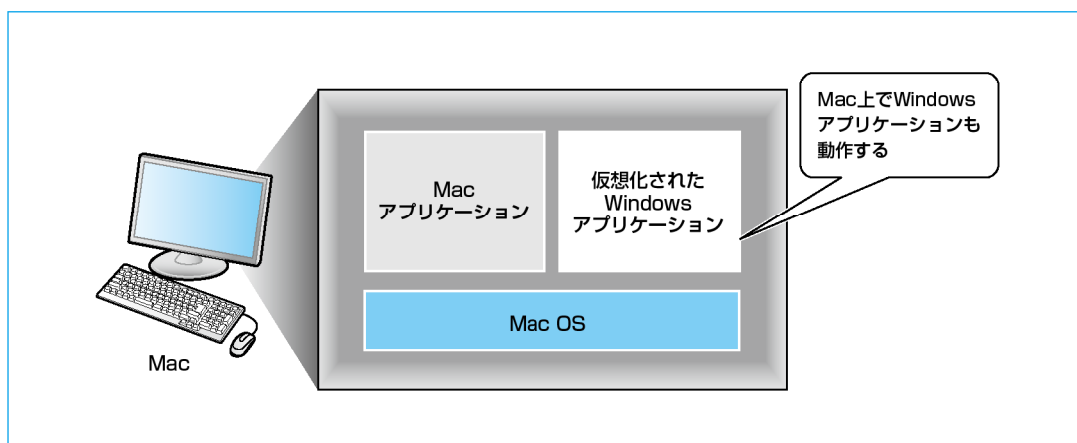 Mac上でWindows
アプリケーションも
動作する
Mac
アプリケーション
仮想化された
Windows
アプリケーション
Mac OS
Mac